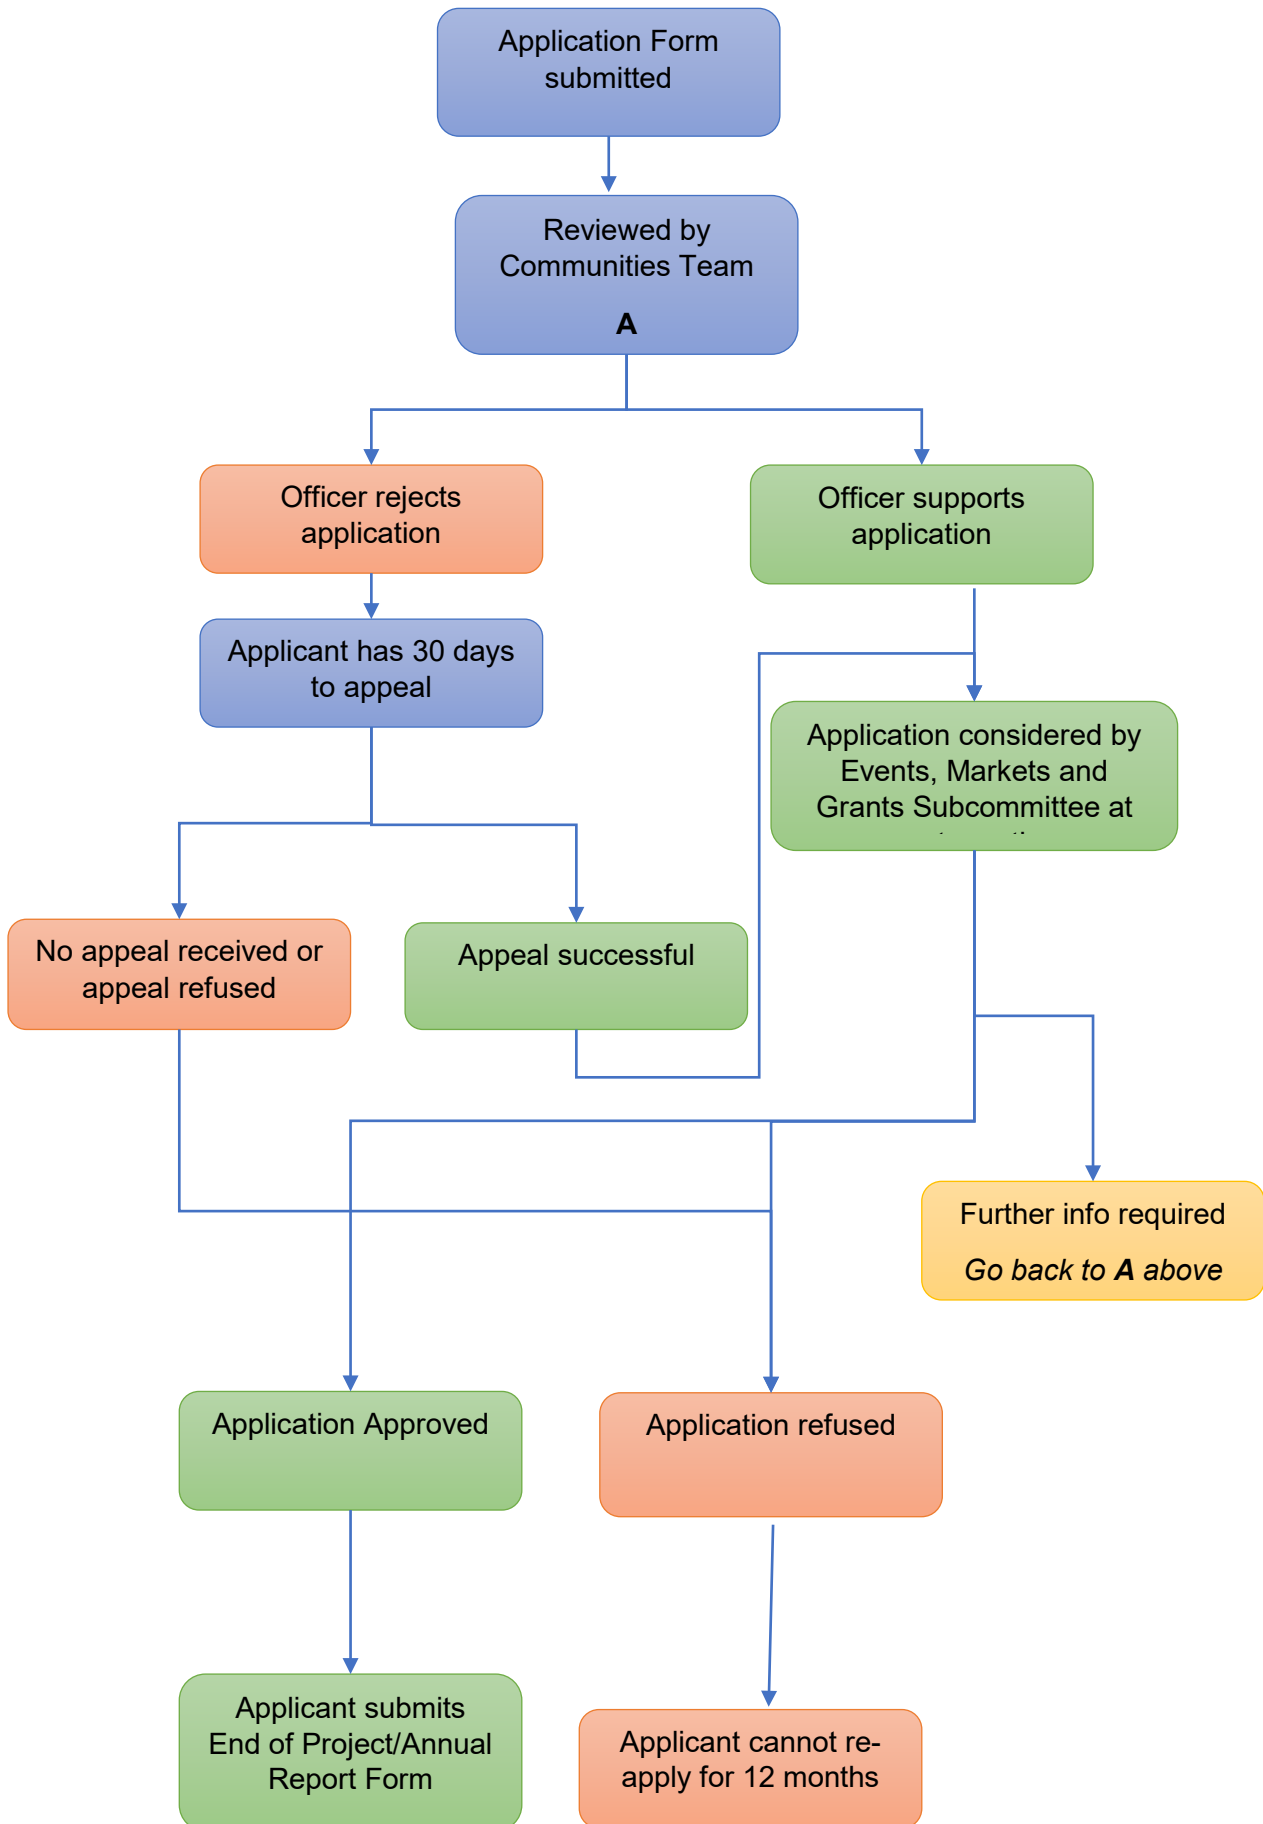 Application Form
submitted
Reviewed by
Communities Team
A
Officer rejects
application
Officer supports
application
Applicant has 30 days
to appeal
Application considered by
Events, Markets and
Grants Subcommittee at
No appeal received or
appeal refused
Appeal successful
Further info required
Go back to A above
Application Approved
Application refused
Applicant submits
End of Project/Annual
Report Form
Applicant cannot re-
apply for 12 months